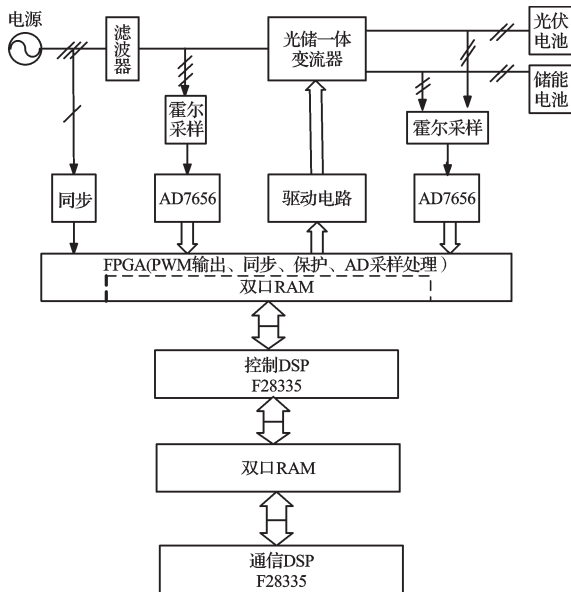 电源
滤波器
光储一体
变流器
光伏
电池
储能
电池
霍尔
采样
霍尔采样
同步
AD7656
驱动电路
AD7656
FPGA(PWM输出、同步、保护、AD采样处理)
双口RAM
控制DSP
F28335
双口RAM
通信DSP
F28335